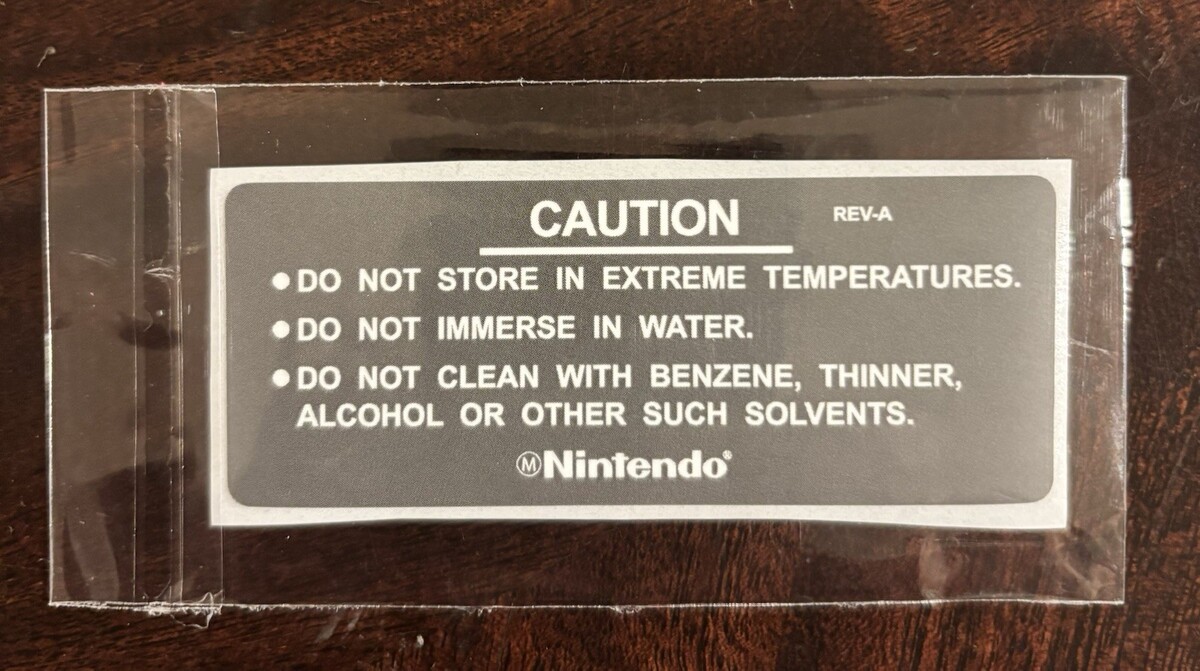 CAUTION REV-A
● DO NOT STORE IN EXTREME TEMPERATURES.
● DO NOT IMMERSE IN WATER.
● DO NOT CLEAN WITH BENZENE, THINNER,
ALCOHOL OR OTHER SUCH SOLVENTS.
ⓂNintendo®